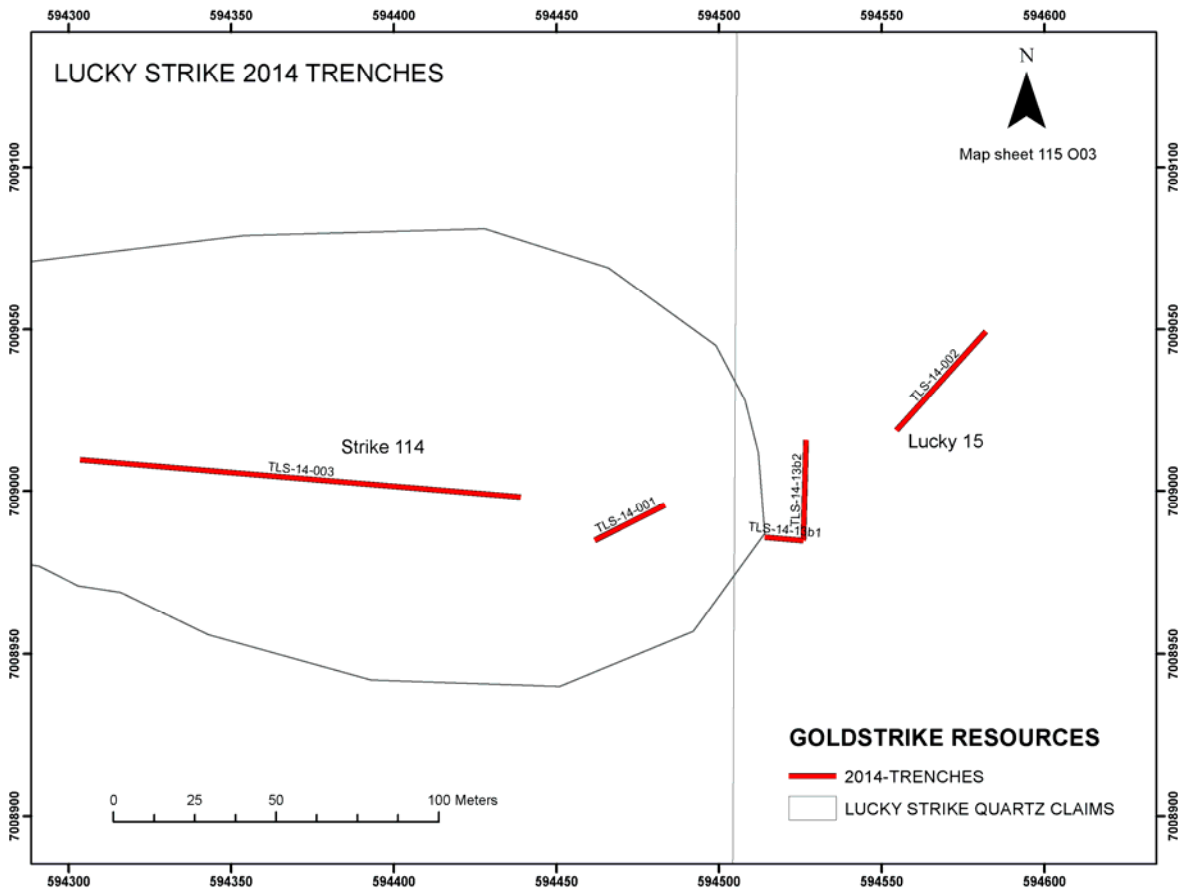 594300 594350 594400 594450 594500 594550 594600
LUCKY STRIKE 2014 TRENCHES
N
Map sheet 115 O03
7009100 7009100
7009050 7009050
TLS-14-002
Strike 114
Lucky 15
TLS-14-003
TLS-14-13b2
7009000 7009000
TLS-14-001
TLS-14-13b1
7008950 7008950
GOLDSTRIKE RESOURCES
2014-TRENCHES
0 25 50 100 Meters
LUCKY STRIKE QUARTZ CLAIMS
7008900 7008900
594300 594350 594400 594450 594500 594550 594600